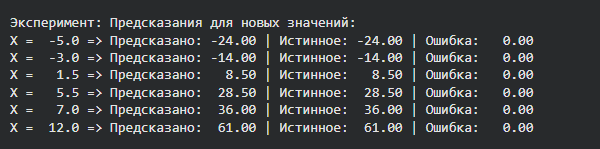 Эксперимент: Предсказания для новых значений:
X =  -5.0 => Предсказано: -24.00 | Истинное: -24.00 | Ошибка:   0.00
X =  -3.0 => Предсказано: -14.00 | Истинное: -14.00 | Ошибка:   0.00
X =   1.5 => Предсказано:   8.50 | Истинное:   8.50 | Ошибка:   0.00
X =   5.5 => Предсказано:  28.50 | Истинное:  28.50 | Ошибка:   0.00
X =   7.0 => Предсказано:  36.00 | Истинное:  36.00 | Ошибка:   0.00
X =  12.0 => Предсказано:  61.00 | Истинное:  61.00 | Ошибка:   0.00